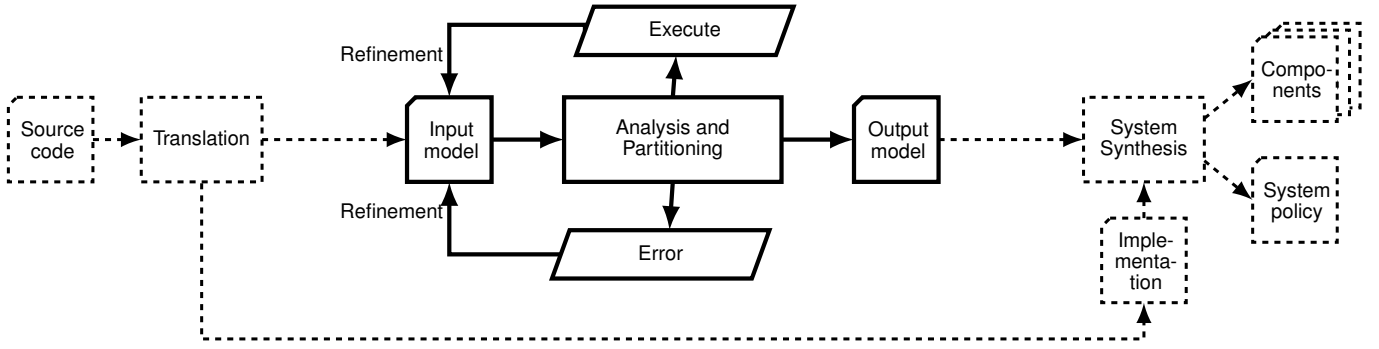 Execute
Refinement
Source
code
Translation
Input
model
Analysis and
Partitioning
Output
model
System
Synthesis
Compo-
nents
System
policy
Refinement
Error
Imple-
menta-
tion